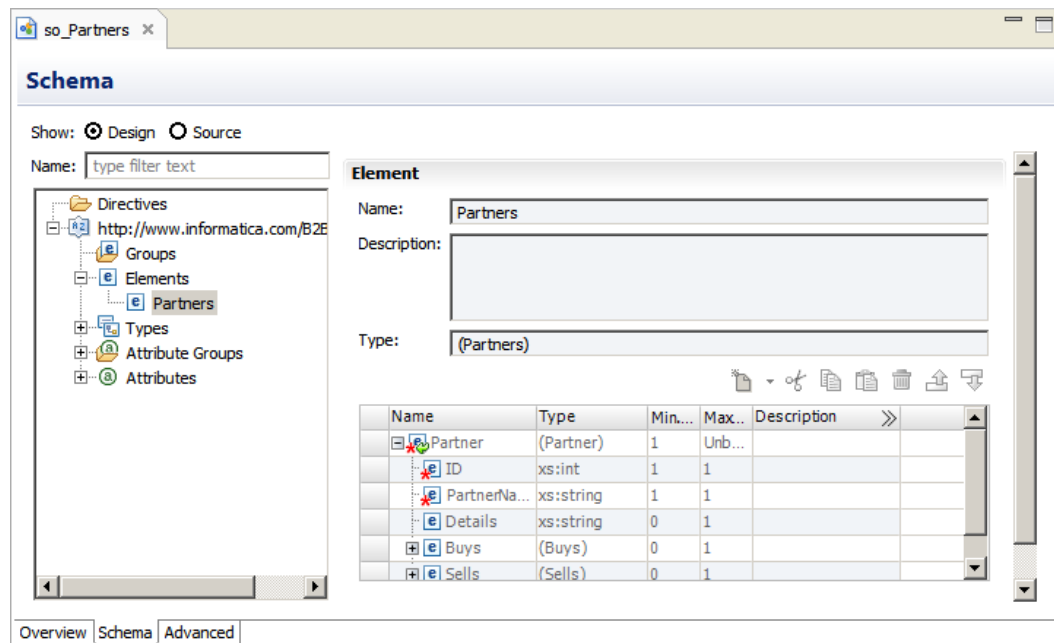 so_Partners
Schema
Show: Design Source
Name: type filter text
Directives
http://www.informatica.com/B2B
Groups
Elements
Partners
Types
Attribute Groups
Attributes
Element
Name: Partners
Description:
Type: (Partners)
Name Type Min.... Max... Description
Partner (Partner) 1 Unb...
ID xs:int 1 1
PartnerNa... xs:string 1 1
Details xs:string 0 1
Buys (Buys) 0 1
Sells (Sells) 0 1
Overview Schema Advanced